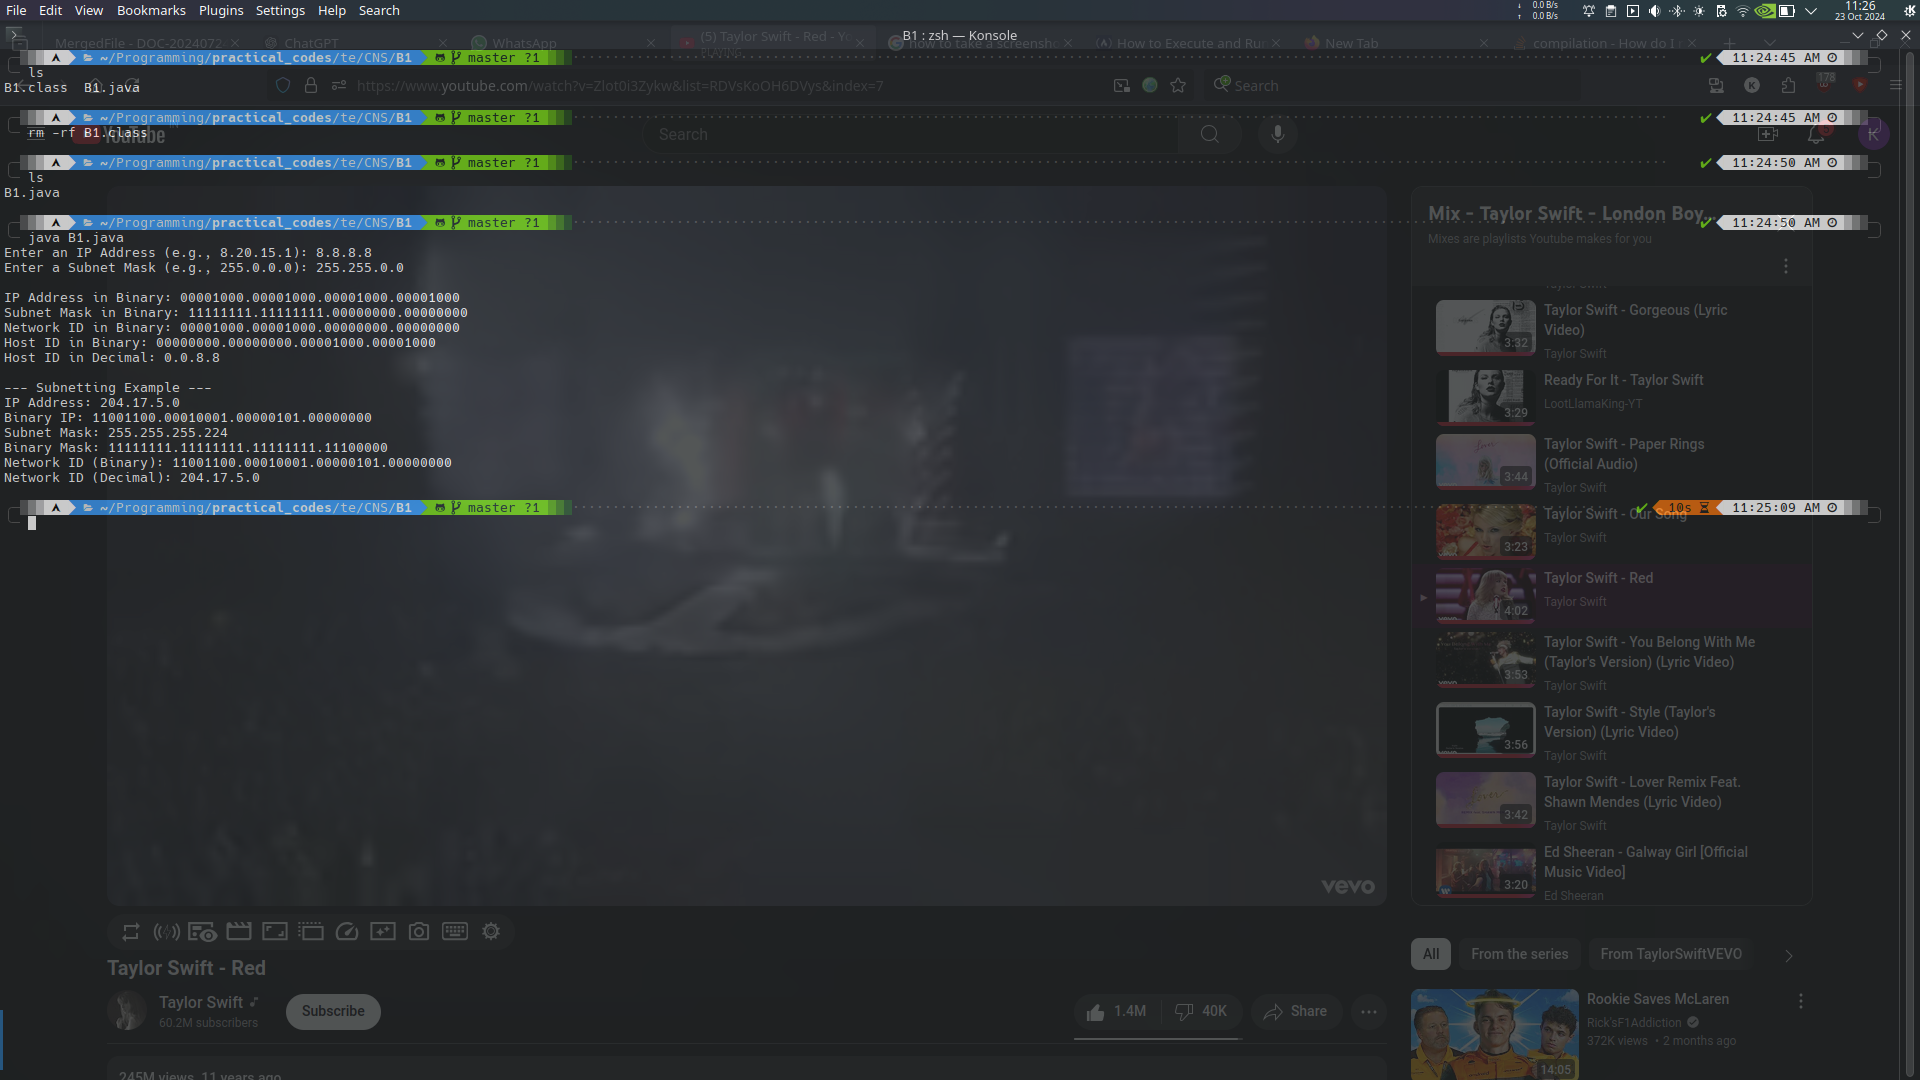 File Edit View Bookmarks Plugins Settings Help Search
0.0 B/s
0.0 B/s
11:26
23 Oct 2024
B1 : zsh — Konsole
MergedFile - DOC-2024072
ChatGPT
WhatsApp
(5) Taylor Swift - Red - Yo
PLAYING
how to take a screensho
How to Execute and Run
New Tab
compilation - How do I
~/Programming/practical_codes/te/CNS/B1 master ?1 11:24:45 AM
ls
B1.class B1.java
https://www.youtube.com/watch?v=Zlot0i3Zykw&list=RDVsKoOH6DVys&index=7
Search
178
~/Programming/practical_codes/te/CNS/B1 master ?1 11:24:45 AM
rm -rf B1.class
YouTube
Search
K
~/Programming/practical_codes/te/CNS/B1 master ?1 11:24:50 AM
ls
B1.java
~/Programming/practical_codes/te/CNS/B1 master ?1 11:24:50 AM
java B1.java
Enter an IP Address (e.g., 8.20.15.1): 8.8.8.8
Enter a Subnet Mask (e.g., 255.0.0.0): 255.255.0.0
IP Address in Binary: 00001000.00001000.00001000.00001000
Subnet Mask in Binary: 11111111.11111111.00000000.00000000
Network ID in Binary: 00001000.00001000.00000000.00000000
Host ID in Binary: 00000000.00000000.00001000.00001000
Host ID in Decimal: 0.0.8.8
--- Subnetting Example ---
IP Address: 204.17.5.0
Binary IP: 11001100.00010001.00000101.00000000
Subnet Mask: 255.255.255.224
Binary Mask: 11111111.11111111.11111111.11100000
Network ID (Binary): 11001100.00010001.00000101.00000000
Network ID (Decimal): 204.17.5.0
~/Programming/practical_codes/te/CNS/B1 master ?1 10s 11:25:09 AM
Mix - Taylor Swift - London Boy...
Mixes are playlists Youtube makes for you
Taylor Swift - Gorgeous (Lyric
Video)
Taylor Swift
3:32
Ready For It - Taylor Swift
LootLlamaKing-YT
3:29
Taylor Swift - Paper Rings
(Official Audio)
Taylor Swift
3:44
Taylor Swift - Our Song
Taylor Swift
3:23
Taylor Swift - Red
Taylor Swift
4:02
Taylor Swift - You Belong With Me
(Taylor's Version) (Lyric Video)
Taylor Swift
3:53
Taylor Swift - Style (Taylor's
Version) (Lyric Video)
Taylor Swift
3:56
Taylor Swift - Lover Remix Feat.
Shawn Mendes (Lyric Video)
Taylor Swift
3:42
Ed Sheeran - Galway Girl [Official
Music Video]
Ed Sheeran
3:20
vevo
Taylor Swift - Red
Taylor Swift
60.2M subscribers
Subscribe
1.4M
40K
Share
245M views 11 years ago
All
From the series
From TaylorSwiftVEVO
Rookie Saves McLaren
Rick'sF1Addiction
372K views • 2 months ago
14:05